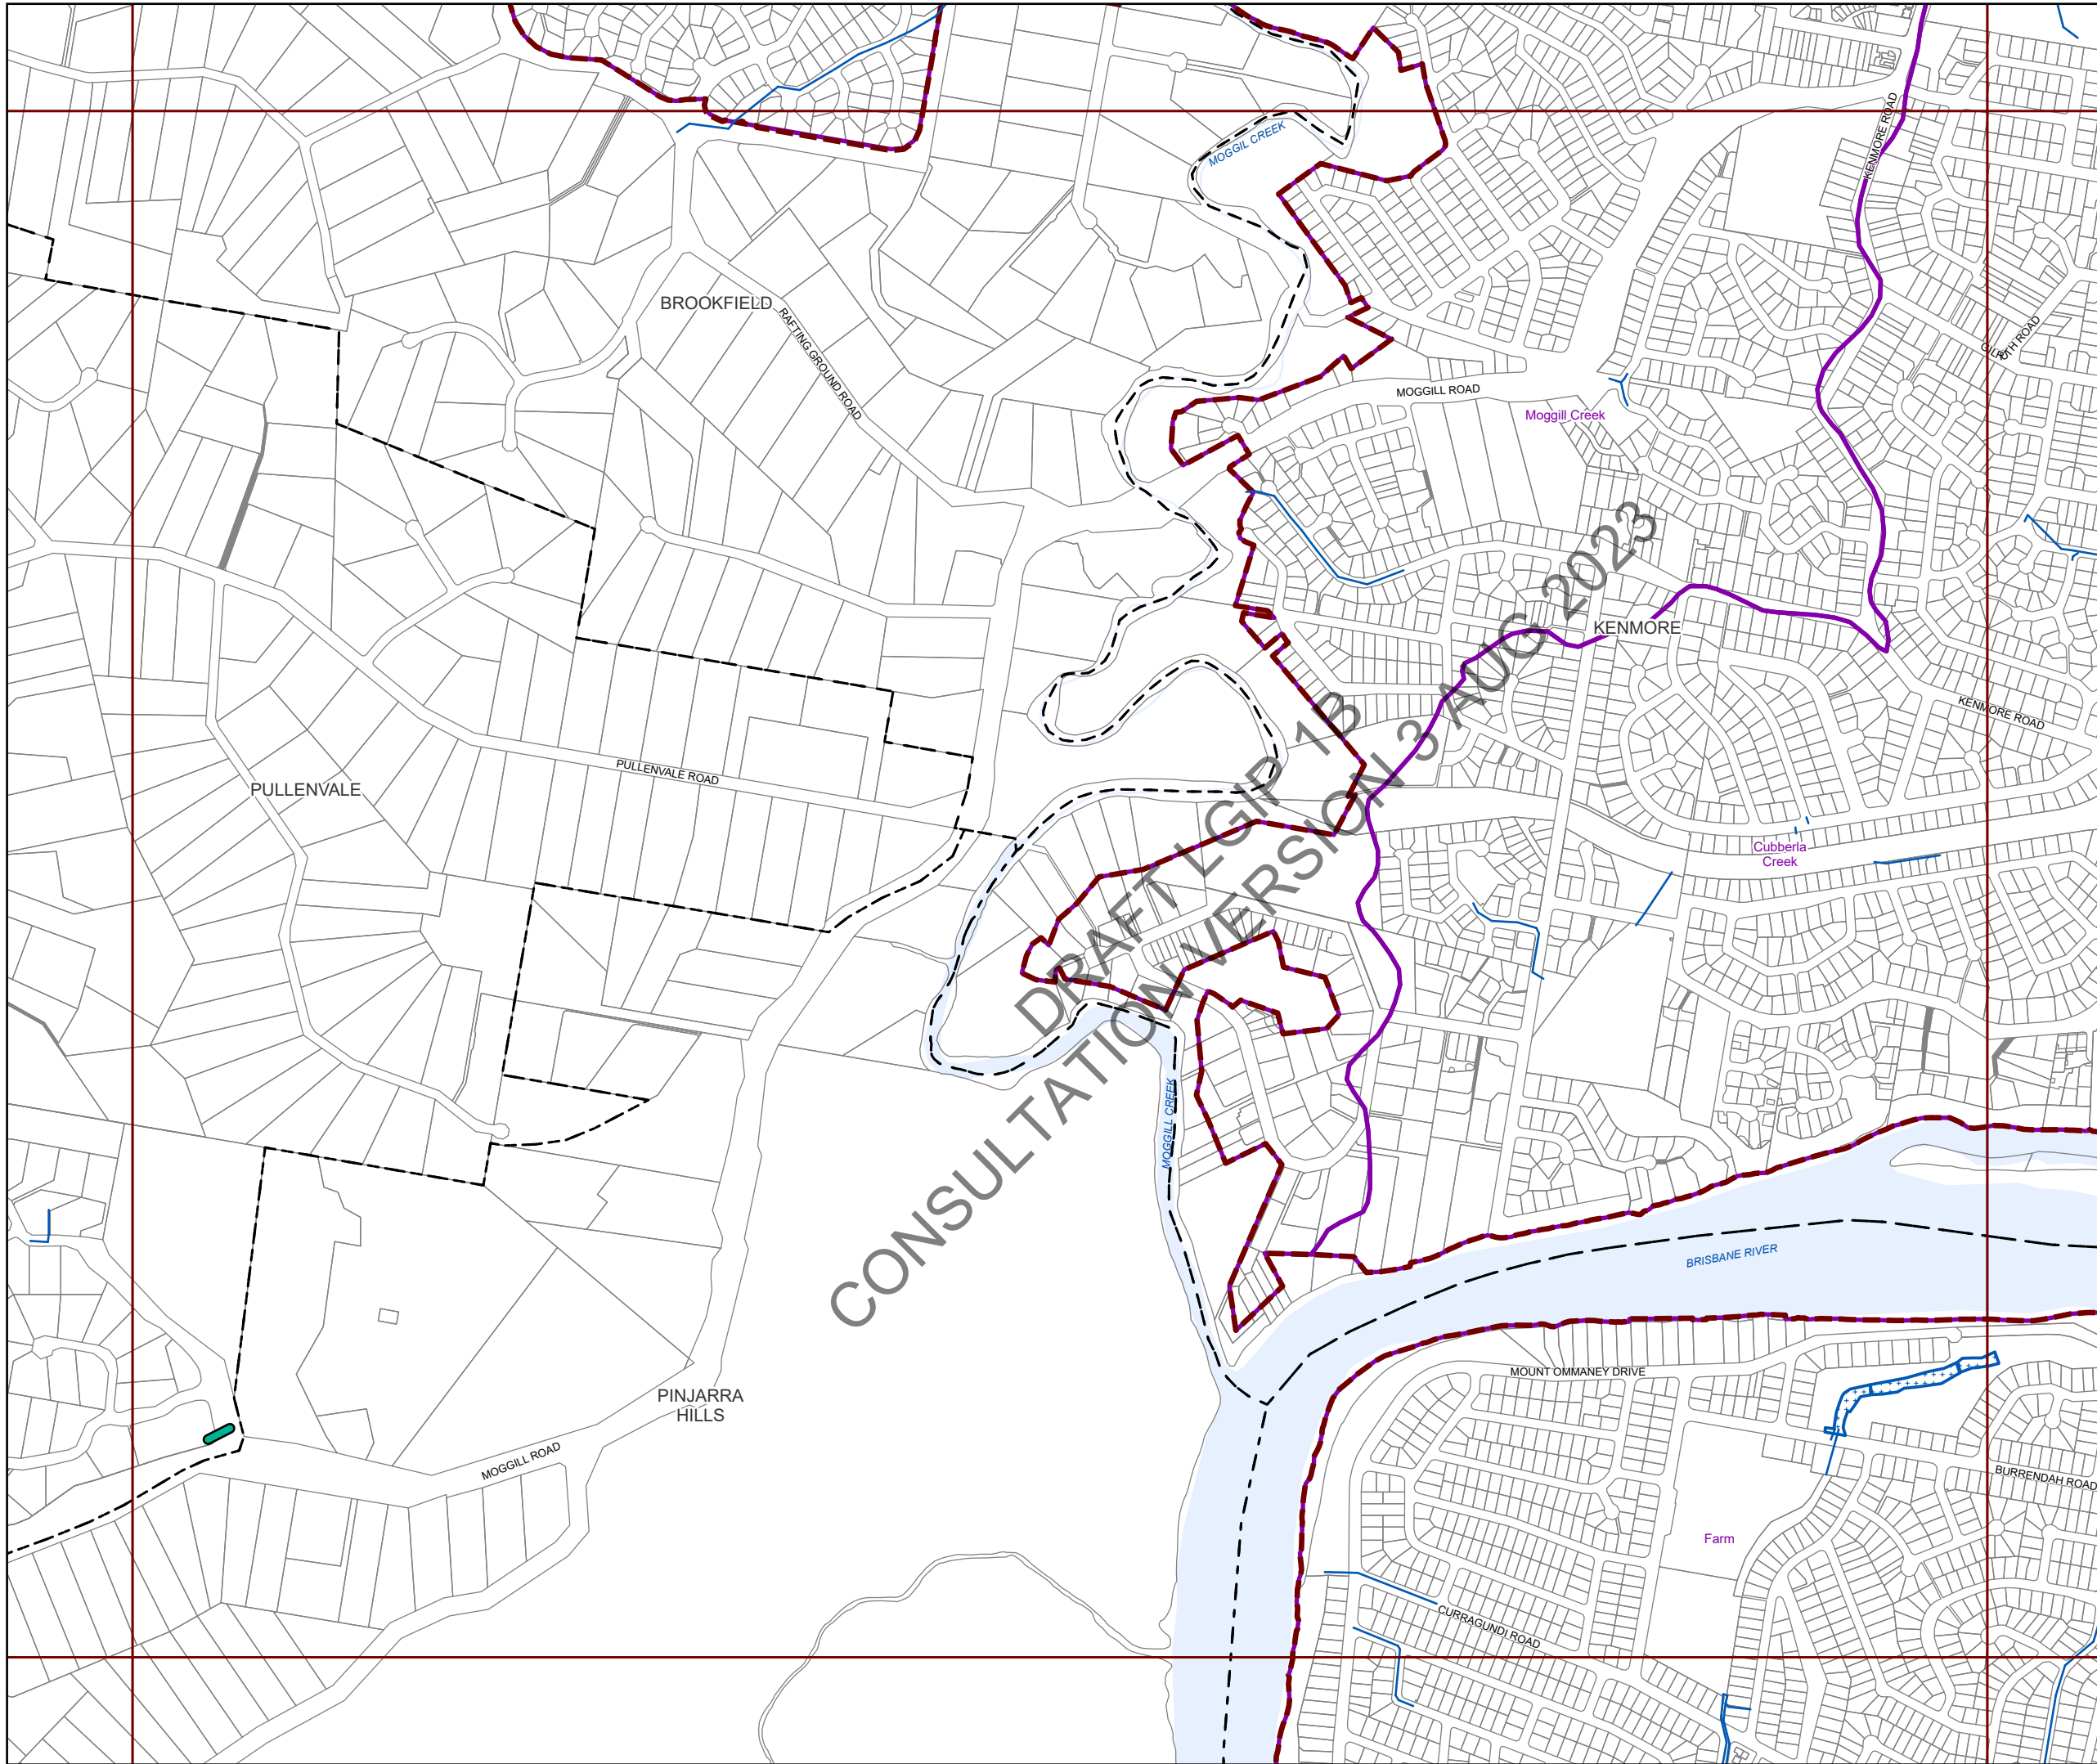 KENMORE ROAD
MOGGIL CREEK
BROOKFIELD
RAFTING GROUND ROAD
MOGGILL ROAD
Moggill Creek
KENMORE
KENMORE ROAD
PULLENVALE ROAD
PULLENVALE
Cubberla
Creek
DRAFT LGIP 1B
CONSULTATION VERSION 3 AUG 2023
MOGGILL CREEK
BRISBANE RIVER
MOUNT OMMANEY DRIVE
PINJARRA
HILLS
MOGGILL ROAD
BURRENDAH ROAD
Farm
CURRAGUNDI ROAD